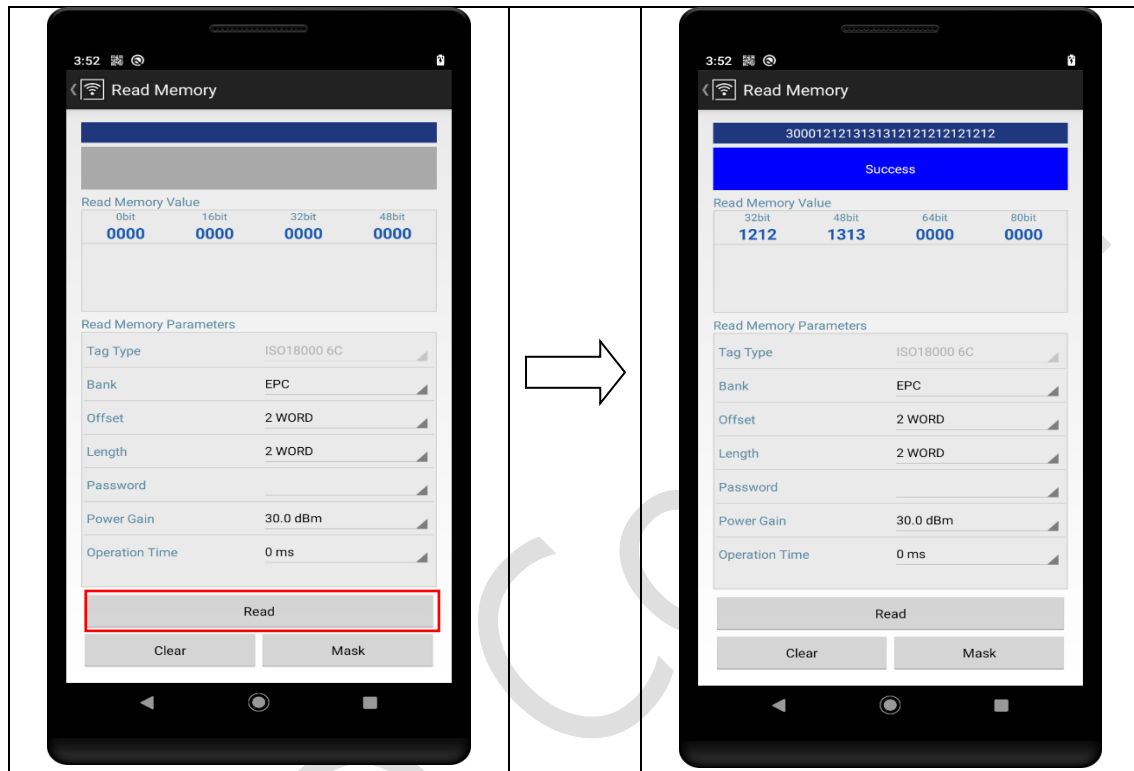 3:52
Read Memory
Read Memory Value
0bit 16bit 32bit 48bit
0000 0000 0000 0000
Read Memory Parameters
Tag Type ISO18000 6C
Bank EPC
Offset 2 WORD
Length 2 WORD
Password
Power Gain 30.0 dBm
Operation Time 0 ms
Read
Clear Mask
3:52
Read Memory
3000121213131312121212121212
Success
Read Memory Value
32bit 48bit 64bit 80bit
1212 1313 0000 0000
Read Memory Parameters
Tag Type ISO18000 6C
Bank EPC
Offset 2 WORD
Length 2 WORD
Password
Power Gain 30.0 dBm
Operation Time 0 ms
Read
Clear Mask